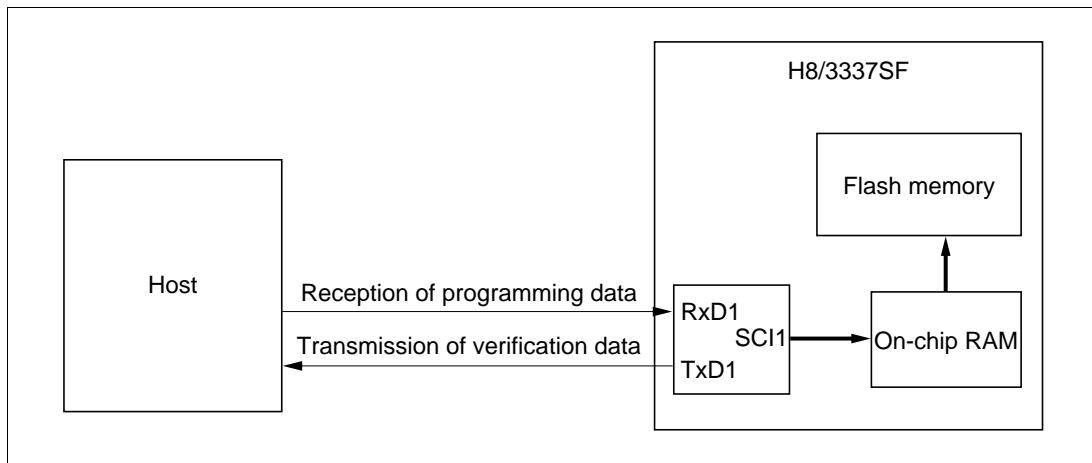 H8/3337SF
Flash memory
Host
Reception of programming data
RxD1
SCI1
On-chip RAM
Transmission of verification data
TxD1